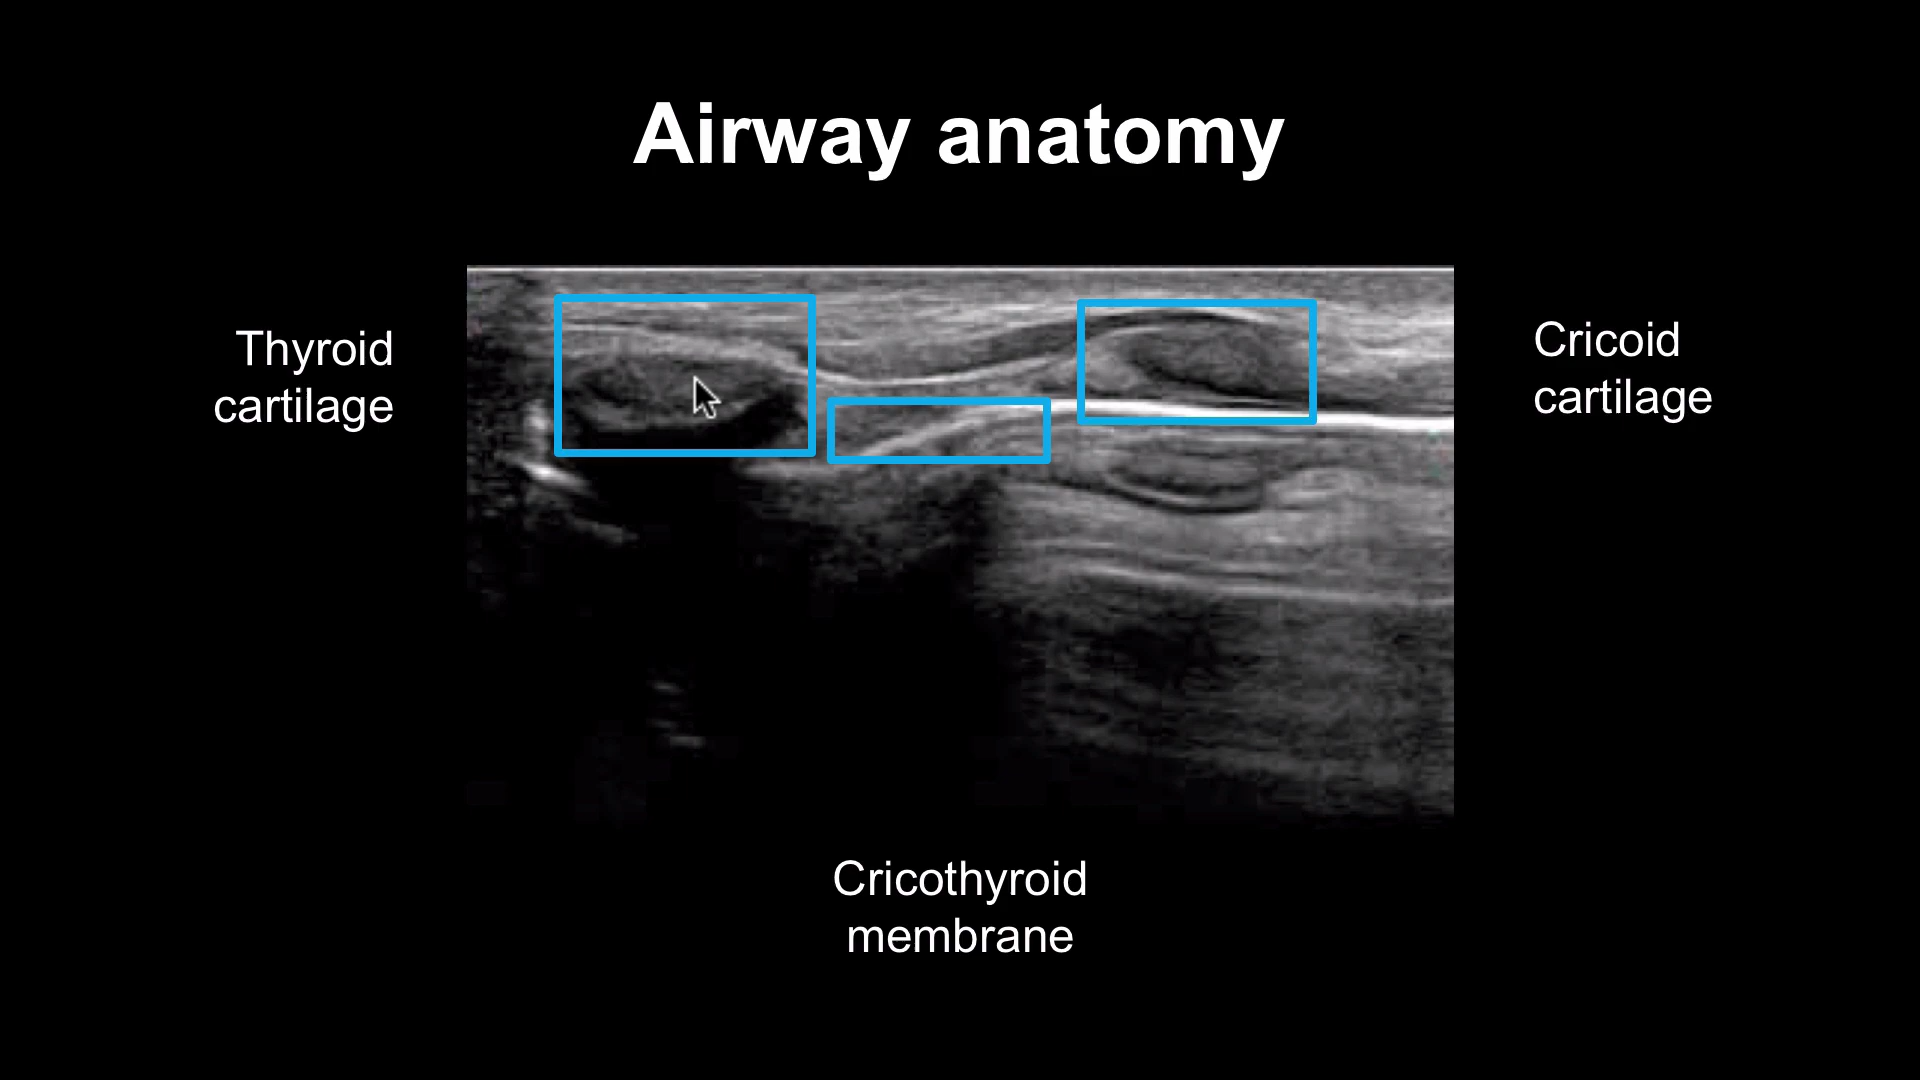 Airway anatomy
Thyroid
cartilage
Cricoid
cartilage
Cricothyroid
membrane